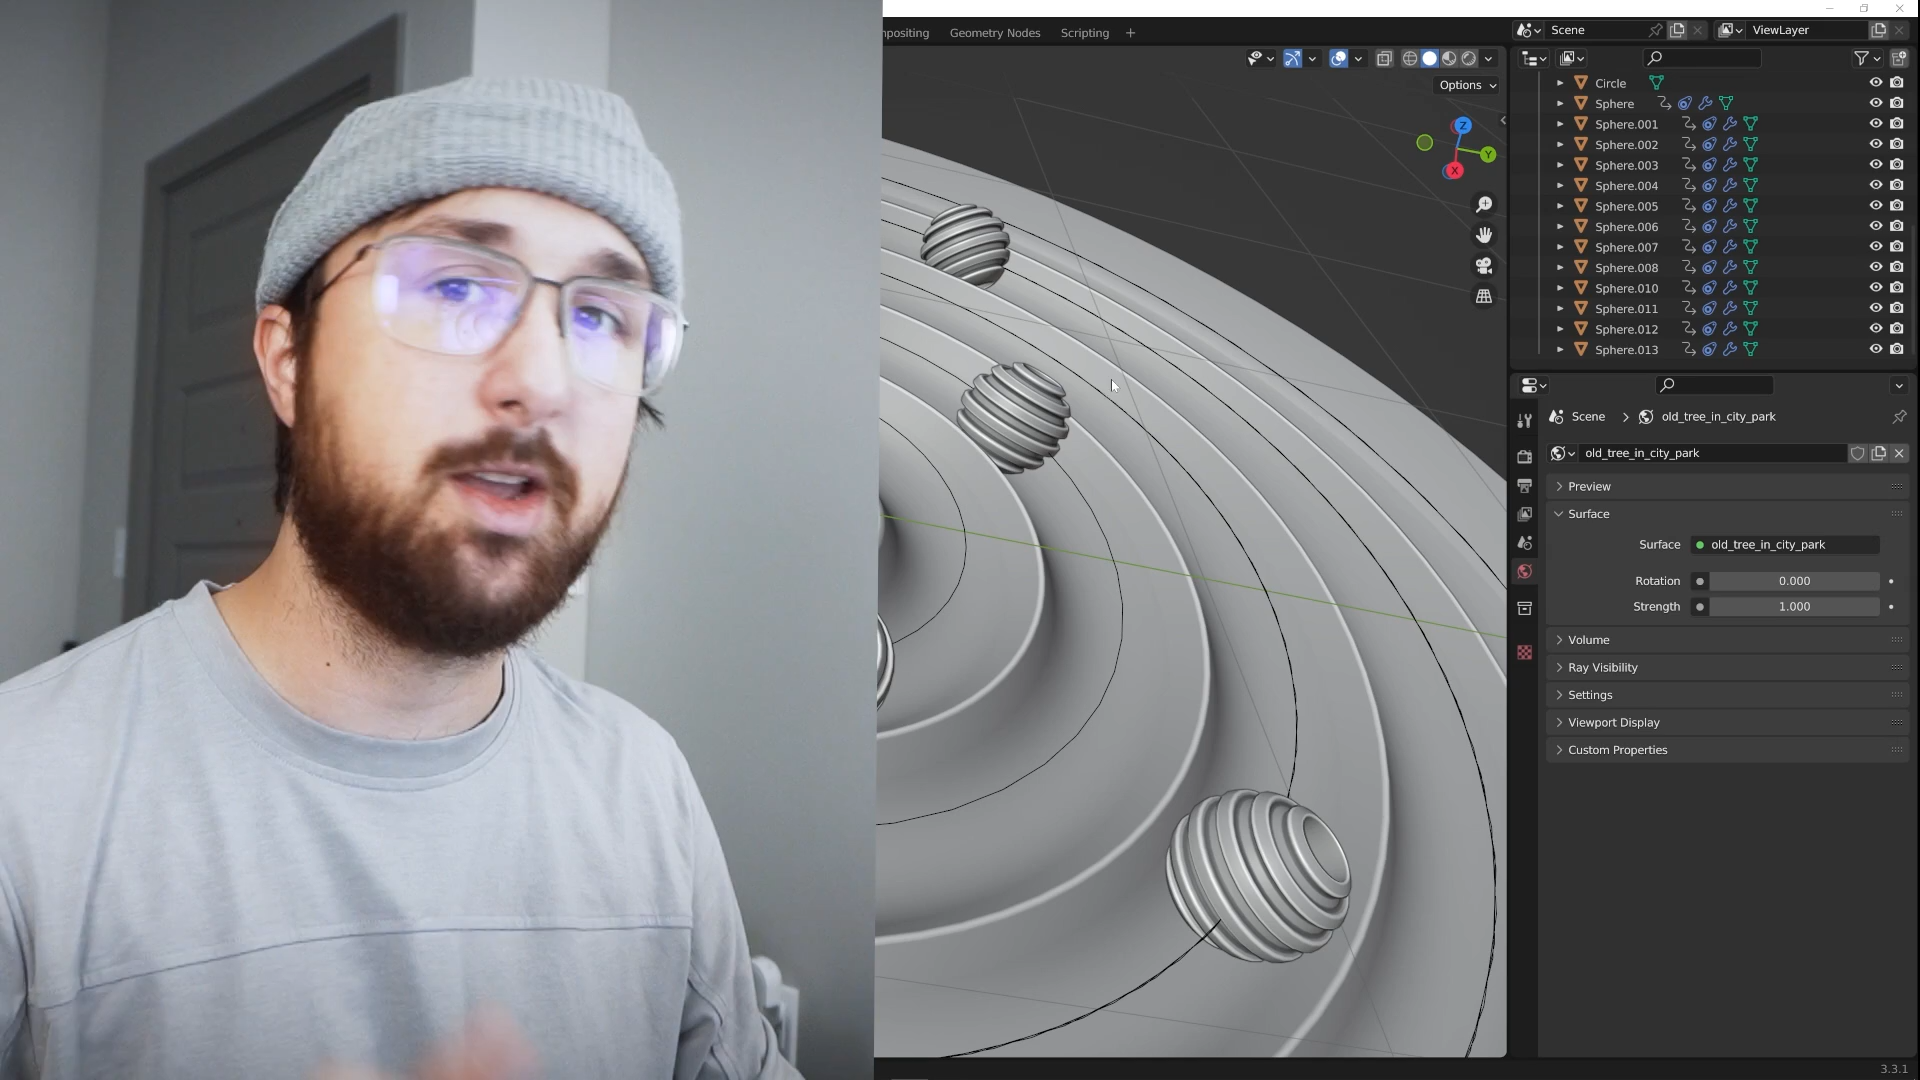 mpositing Geometry Nodes Scripting +
Scene
ViewLayer
Options
Z
Y
X
Circle
Sphere
Sphere.001
Sphere.002
Sphere.003
Sphere.004
Sphere.005
Sphere.006
Sphere.007
Sphere.008
Sphere.010
Sphere.011
Sphere.012
Sphere.013
Scene > old_tree_in_city_park
old_tree_in_city_park
Preview
Surface
Surface old_tree_in_city_park
Rotation 0.000
Strength 1.000
Volume
Ray Visibility
Settings
Viewport Display
Custom Properties
3.3.1